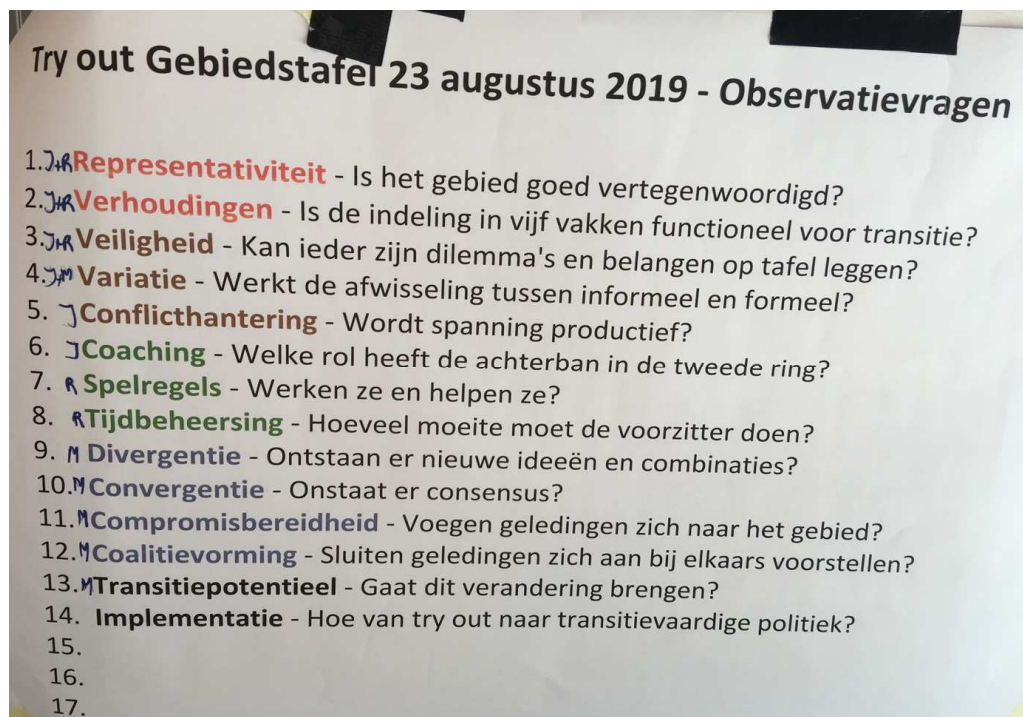 Try out Gebiedstafel 23 augustus 2019 - Observatievragen
1. J+R Representativiteit - Is het gebied goed vertegenwoordigd?
2. J+R Verhoudingen - Is de indeling in vijf vakken functioneel voor transitie?
3. J+R Veiligheid - Kan ieder zijn dilemma's en belangen op tafel leggen?
4. J+M Variatie - Werkt de afwisseling tussen informeel en formeel?
5. J Conflicthantering - Wordt spanning productief?
6. J Coaching - Welke rol heeft de achterban in de tweede ring?
7. R Spelregels - Werken ze en helpen ze?
8. R Tijdbeheersing - Hoeveel moeite moet de voorzitter doen?
9. M Divergentie - Ontstaan er nieuwe ideeën en combinaties?
10. M Convergentie - Onstaat er consensus?
11. M Compromisbereidheid - Voegen geledingen zich naar het gebied?
12. M Coalitievorming - Sluiten geledingen zich aan bij elkaars voorstellen?
13. M Transitiepotentieel - Gaat dit verandering brengen?
14. Implementatie - Hoe van try out naar transitievaardige politiek?
15.
16.
17.